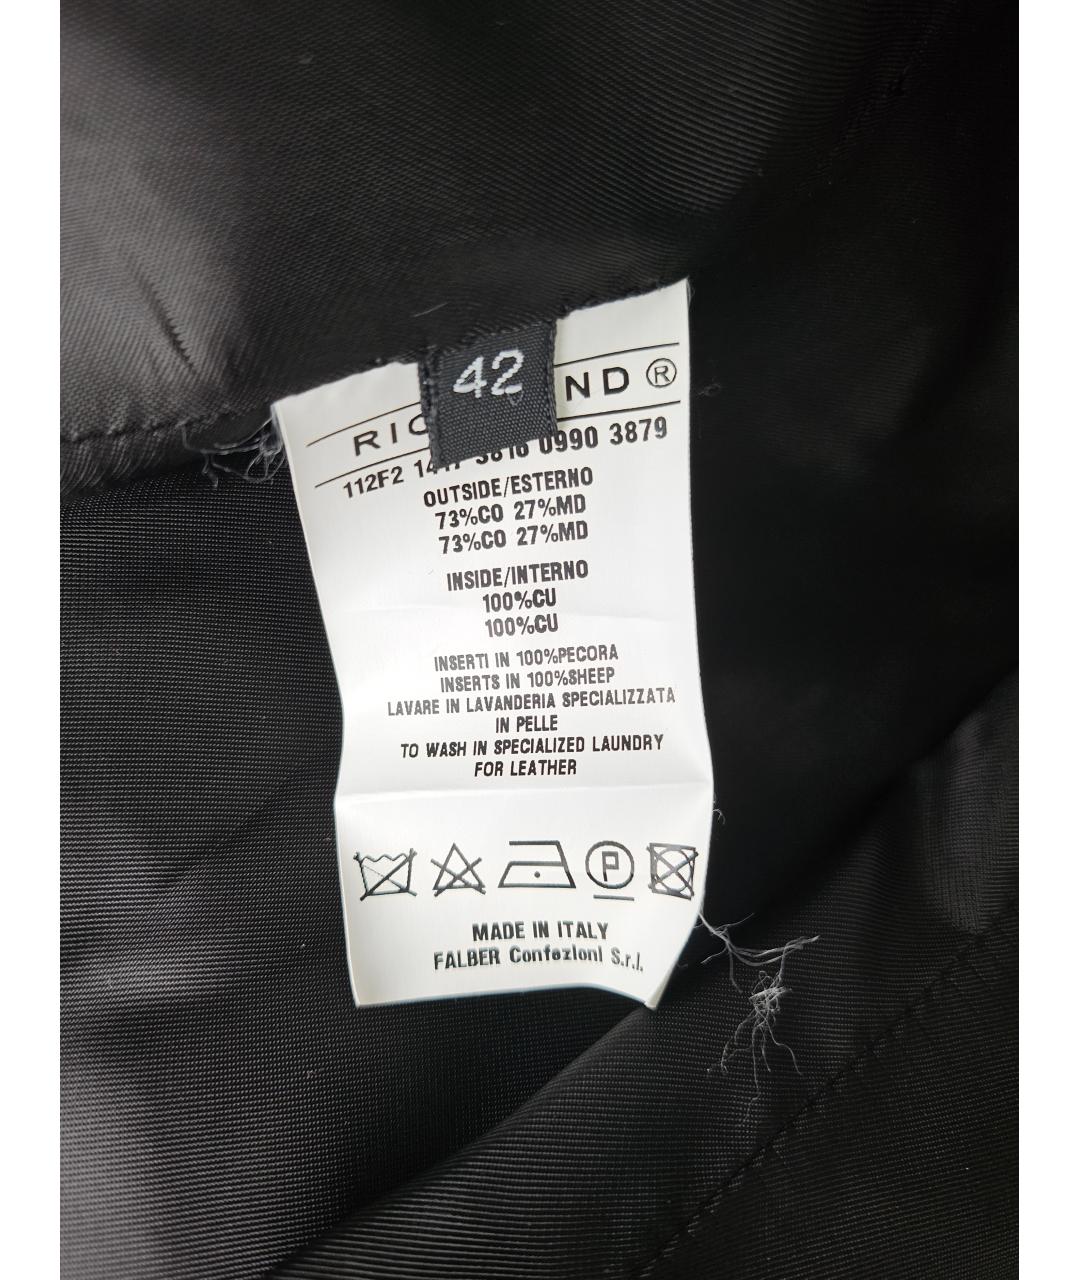 42
ND®
112F2 0990 3879
OUTSIDE/ESTERNO
73%CO 27%MD
73%CO 27%MD
INSIDE/INTERNO
100%CU
100%CU
INSERTI IN 100%PECORA
INSERTS IN 100%SHEEP
LAVARE IN LAVANDERIA SPECIALIZZATA
IN PELLE
TO WASH IN SPECIALIZED LAUNDRY
FOR LEATHER
P
MADE IN ITALY
FALBER Confezioni S.r.l.